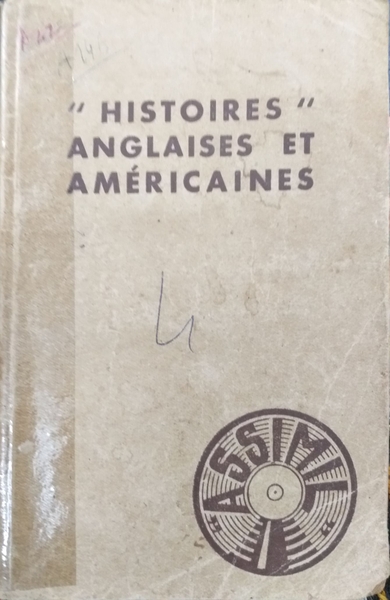 " HISTOIRES "
ANGLAISES ET
AMÉRICAINES
"ASSIMIL"